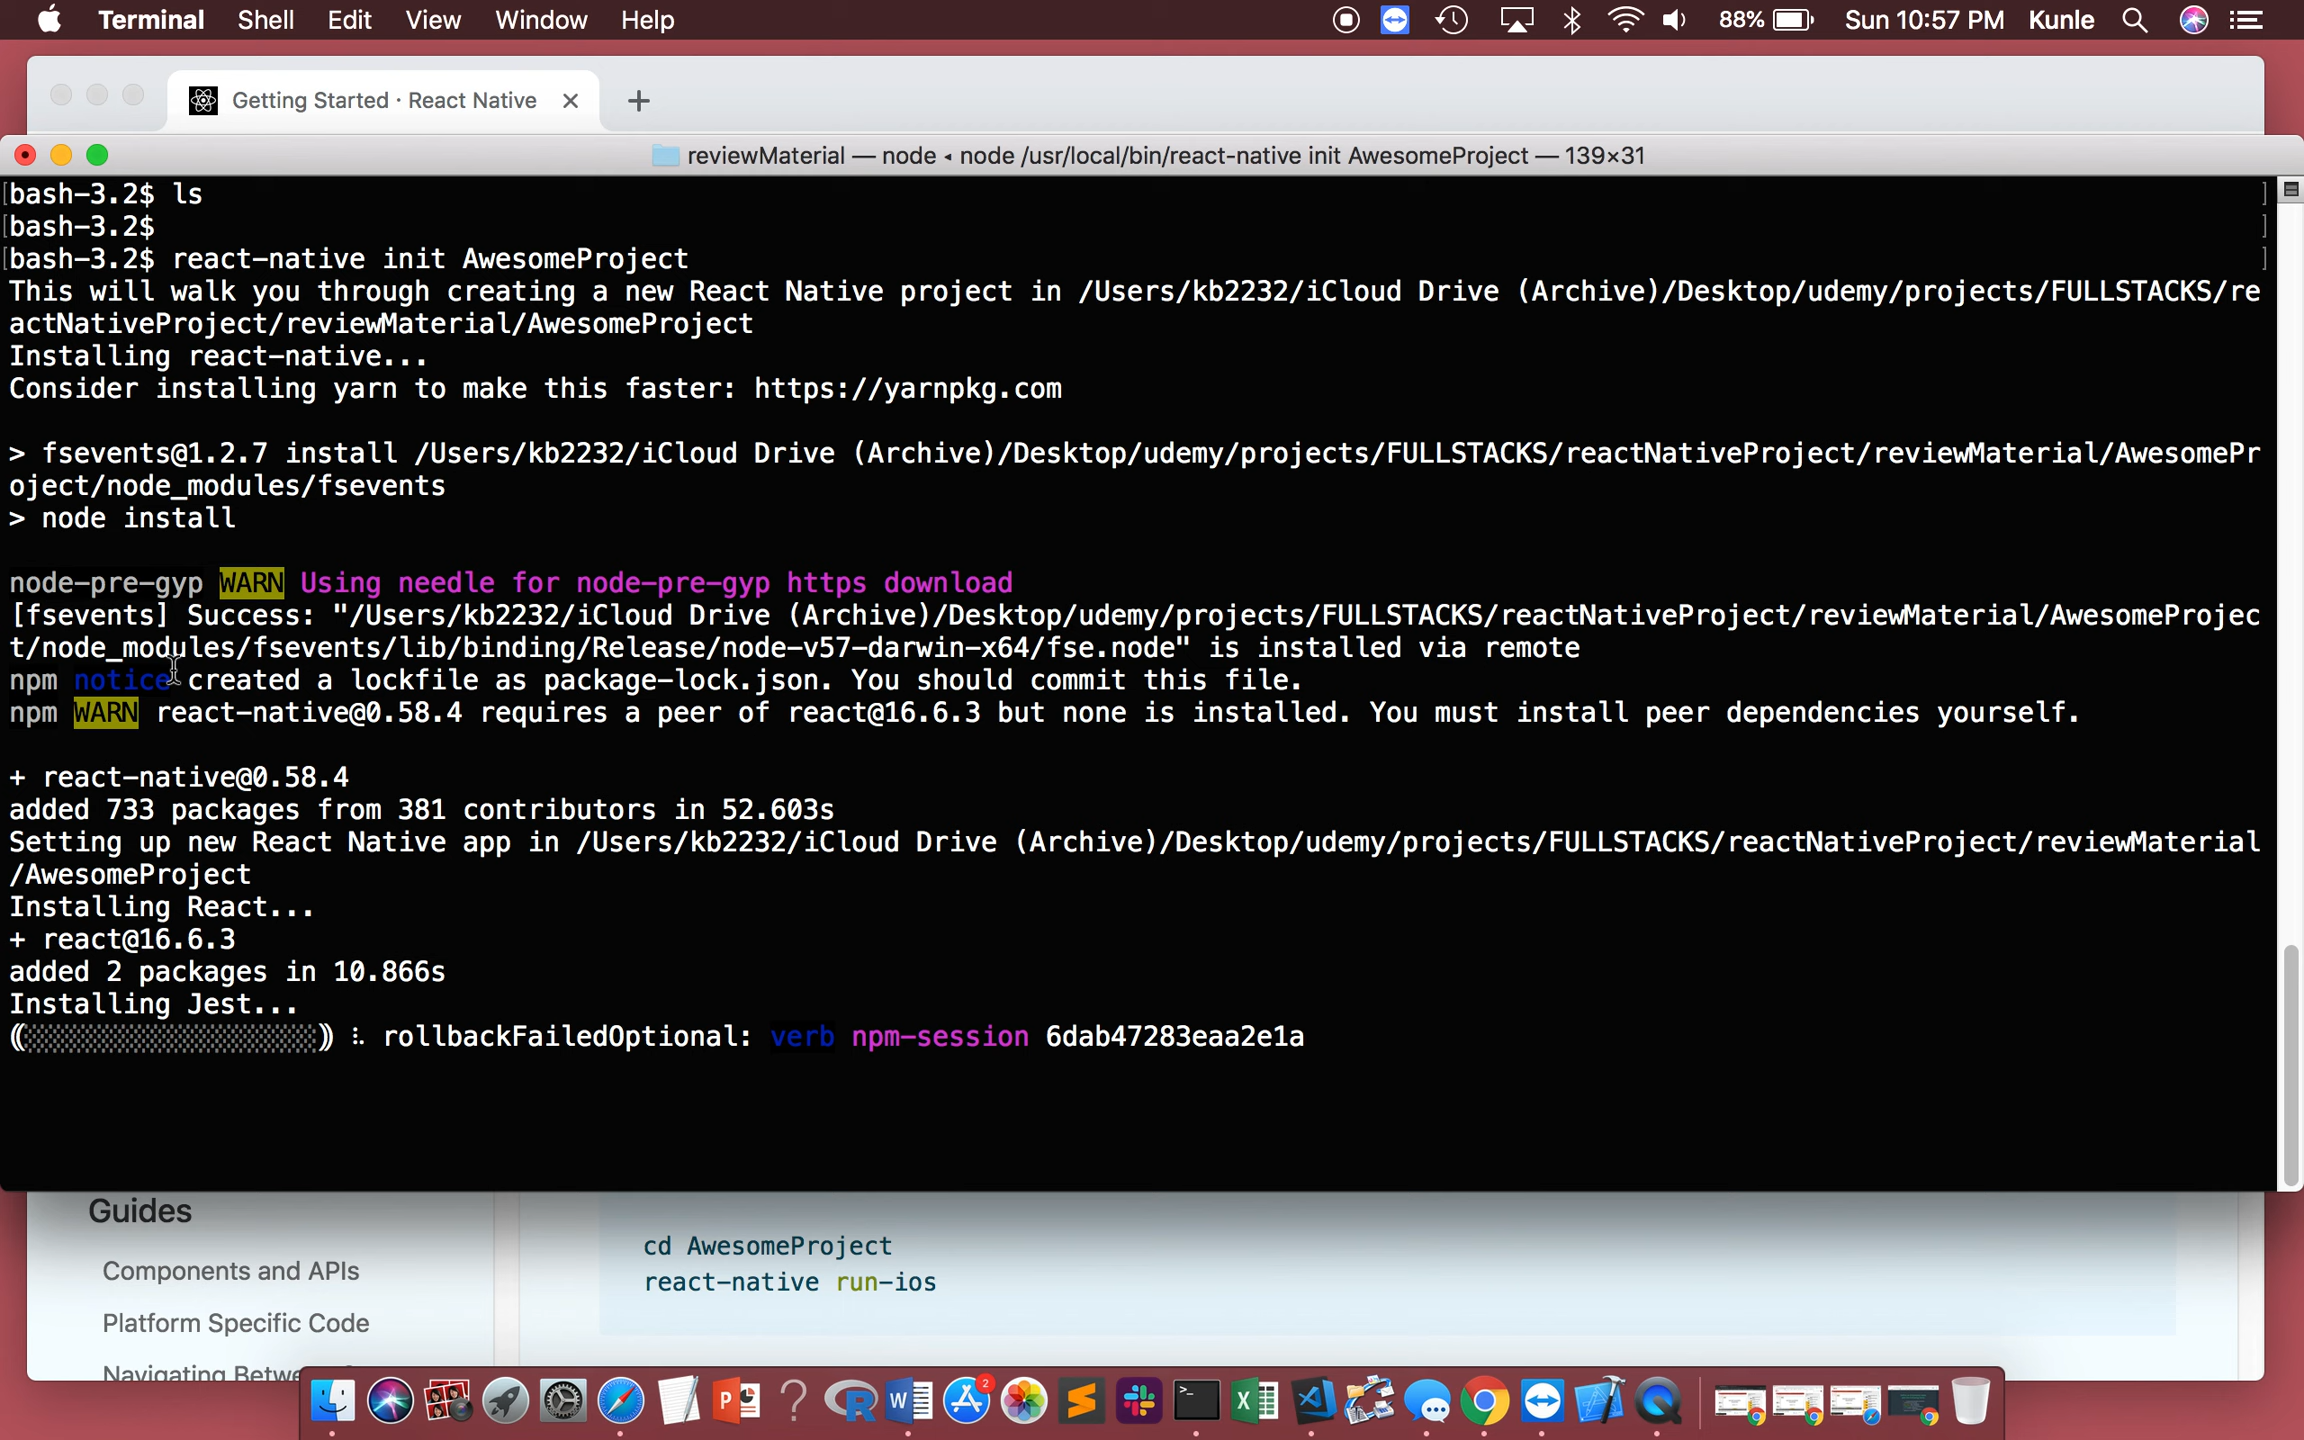 Terminal Shell Edit View Window Help 88% Sun 10:57 PM Kunle
Getting Started · React Native
reviewMaterial — node ◂ node /usr/local/bin/react-native init AwesomeProject — 139×31
[bash-3.2$ ls ]
[bash-3.2$ ]
[bash-3.2$ react-native init AwesomeProject ]
This will walk you through creating a new React Native project in /Users/kb2232/iCloud Drive (Archive)/Desktop/udemy/projects/FULLSTACKS/re
actNativeProject/reviewMaterial/AwesomeProject
Installing react-native...
Consider installing yarn to make this faster: https://yarnpkg.com
> fsevents@1.2.7 install /Users/kb2232/iCloud Drive (Archive)/Desktop/udemy/projects/FULLSTACKS/reactNativeProject/reviewMaterial/AwesomePr
oject/node_modules/fsevents
> node install
node-pre-gyp WARN Using needle for node-pre-gyp https download
[fsevents] Success: "/Users/kb2232/iCloud Drive (Archive)/Desktop/udemy/projects/FULLSTACKS/reactNativeProject/reviewMaterial/AwesomeProjec
t/node_modules/fsevents/lib/binding/Release/node-v57-darwin-x64/fse.node" is installed via remote
npm notice created a lockfile as package-lock.json. You should commit this file.
npm WARN react-native@0.58.4 requires a peer of react@16.6.3 but none is installed. You must install peer dependencies yourself.
+ react-native@0.58.4
added 733 packages from 381 contributors in 52.603s
Setting up new React Native app in /Users/kb2232/iCloud Drive (Archive)/Desktop/udemy/projects/FULLSTACKS/reactNativeProject/reviewMaterial
/AwesomeProject
Installing React...
+ react@16.6.3
added 2 packages in 10.866s
Installing Jest...
(░░░░░░░░░░░░░░░░░░) ⠧ rollbackFailedOptional: verb npm-session 6dab47283eaa2e1a
Guides
Components and APIs
Platform Specific Code
Navigating
cd AwesomeProject
react-native run-ios
2